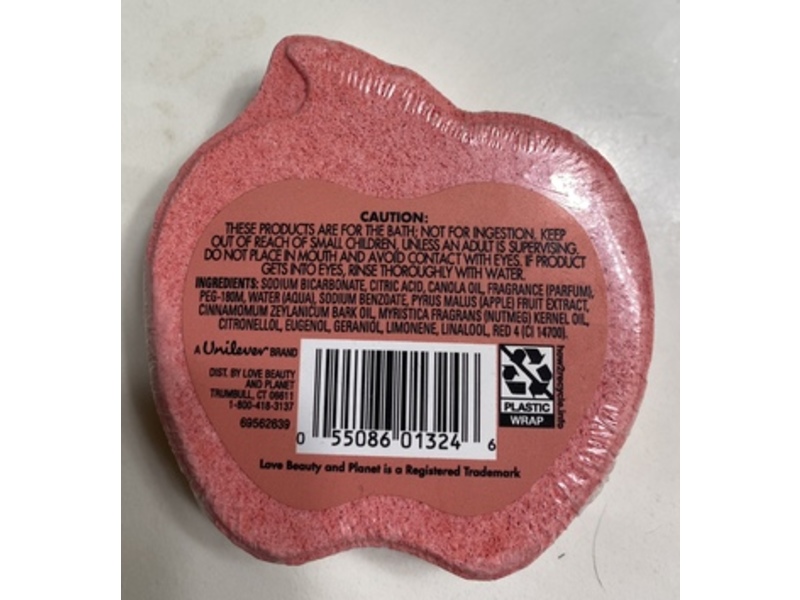 CAUTION:
THESE PRODUCTS ARE FOR THE BATH; NOT FOR INGESTION. KEEP
OUT OF REACH OF SMALL CHILDREN, UNLESS AN ADULT IS SUPERVISING.
DO NOT PLACE IN MOUTH AND AVOID CONTACT WITH EYES. IF PRODUCT
GETS INTO EYES, RINSE THOROUGHLY WITH WATER.
INGREDIENTS: SODIUM BICARBONATE, CITRIC ACID, CANOLA OIL, FRAGRANCE (PARFUM),
PEG-180M, WATER (AQUA), SODIUM BENZOATE, PYRUS MALUS (APPLE) FRUIT EXTRACT,
CINNAMOMUM ZEYLANICUM BARK OIL, MYRISTICA FRAGRANS (NUTMEG) KERNEL OIL,
CITRONELLOL, EUGENOL, GERANIOL, LIMONENE, LINALOOL, RED 4 (CI 14700).
A Unilever BRAND
DIST. BY LOVE BEAUTY
AND PLANET
TRUMBULL, CT 06611
1-800-418-3137
69562639
0 55086 01324 6
PLASTIC
WRAP
how2recycle.info
Love Beauty and Planet is a Registered Trademark